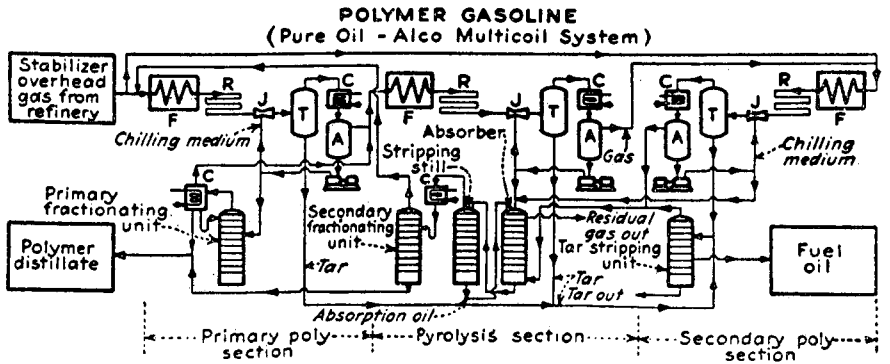 POLYMER GASOLINE
(Pure Oil - Alco Multicoil System)
Stabilizer
overhead
gas from
refinery
F
R
J
T
C
A
Chilling medium
F
R
J
T
C
A
Gas
C
A
T
J
R
F
Chilling
medium
Absorber
Stripping
still
C
C
Primary
fractionating
unit
Secondary
fractionating
unit
Residual
gas out
Tar stripping
unit
Polymer
distillate
Fuel
oil
Tar
Tar
Tar out
Absorption oil
Primary poly
section
Pyrolysis section
Secondary poly
section